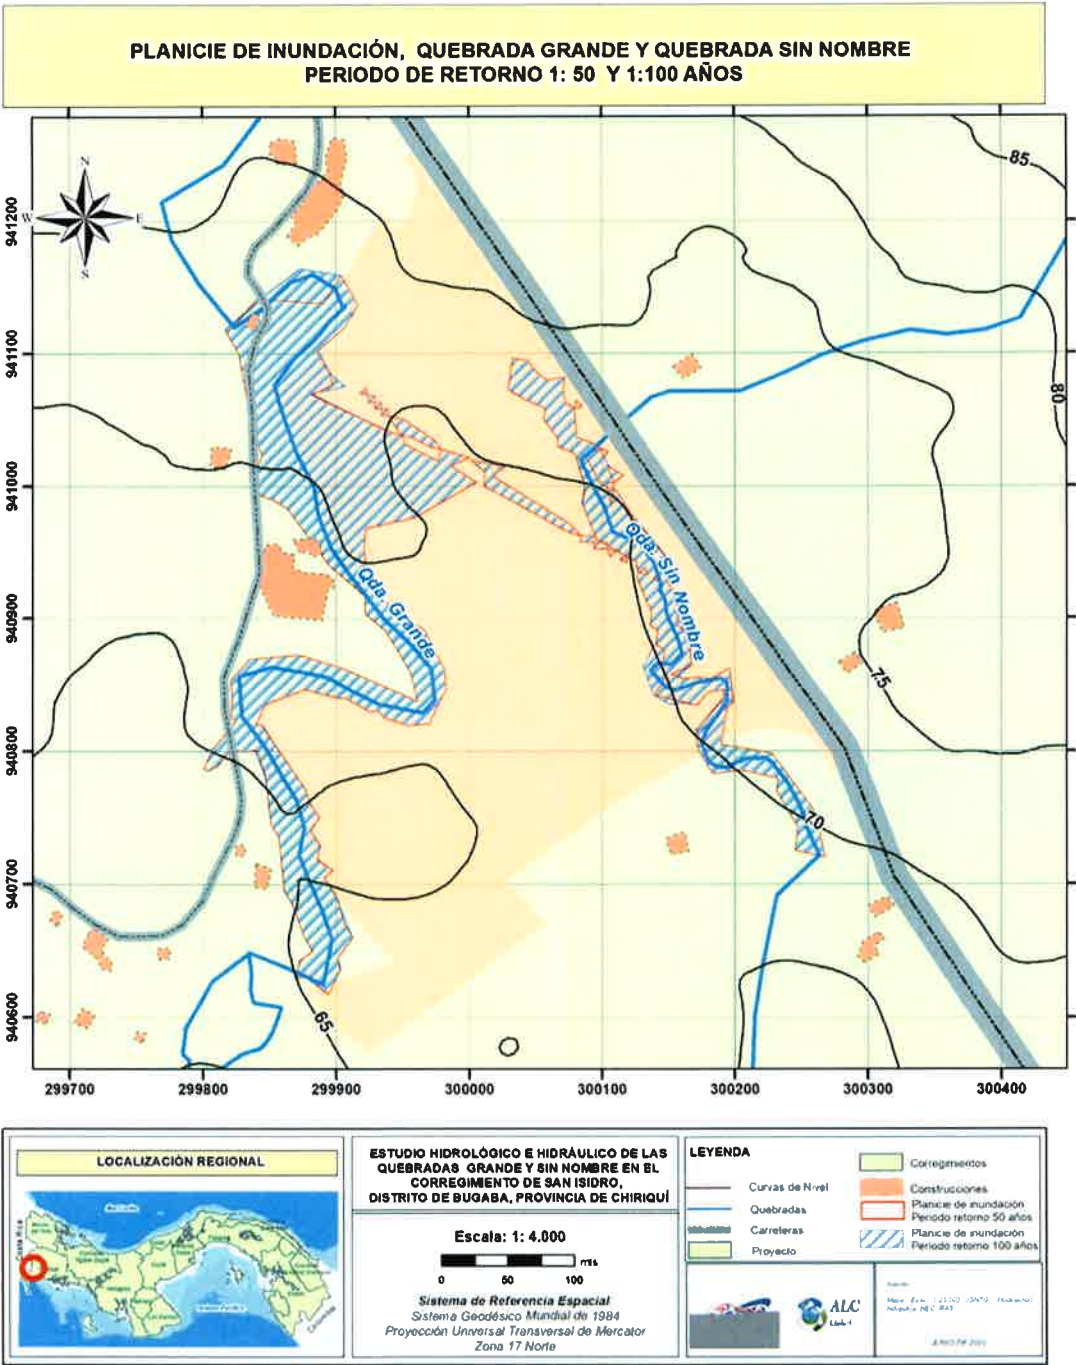 PLANICIE DE INUNDACIÓN, QUEBRADA GRANDE Y QUEBRADA SIN NOMBRE
PERIODO DE RETORNO 1: 50 Y 1:100 AÑOS
N
W
E
S
85
80
75
70
65
Qda. Grande
Qda. Sin Nombre
941200
941100
941000
940900
940800
940700
940600
299700
299800
299900
300000
300100
300200
300300
300400
LOCALIZACIÓN REGIONAL
Costa Rica
ESTUDIO HIDROLÓGICO E HIDRÁULICO DE LAS
QUEBRADAS GRANDE Y SIN NOMBRE EN EL
CORREGIMIENTO DE SAN ISIDRO,
DISTRITO DE BUGABA, PROVINCIA DE CHIRIQUÍ
Escala: 1: 4.000
mts
0 50 100
Sistema de Referencia Espacial
Sistema Geodésico Mundial de 1984
Proyección Universal Transversal de Mercator
Zona 17 Norte
LEYENDA
Curvas de Nivel
Quebradas
Carreteras
Proyecto
Corregimientos
Construcciones
Planicie de inundación
Periodo retorno 50 años
Planicie de inundación
Periodo retorno 100 años
ALC